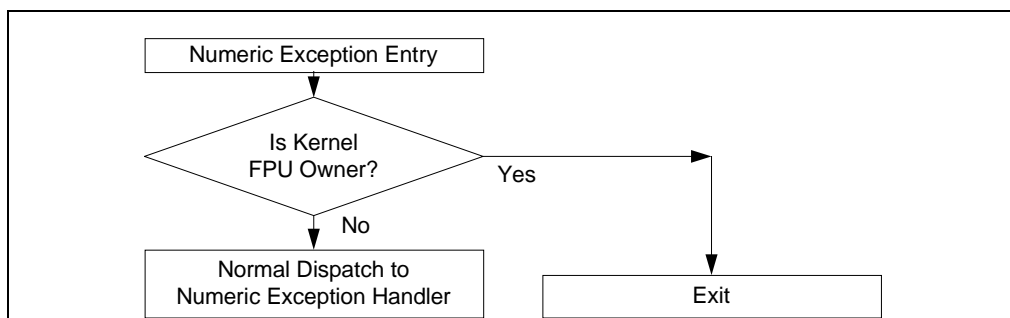 Numeric Exception Entry
Is Kernel
FPU Owner?
Yes
No
Normal Dispatch to
Numeric Exception Handler
Exit